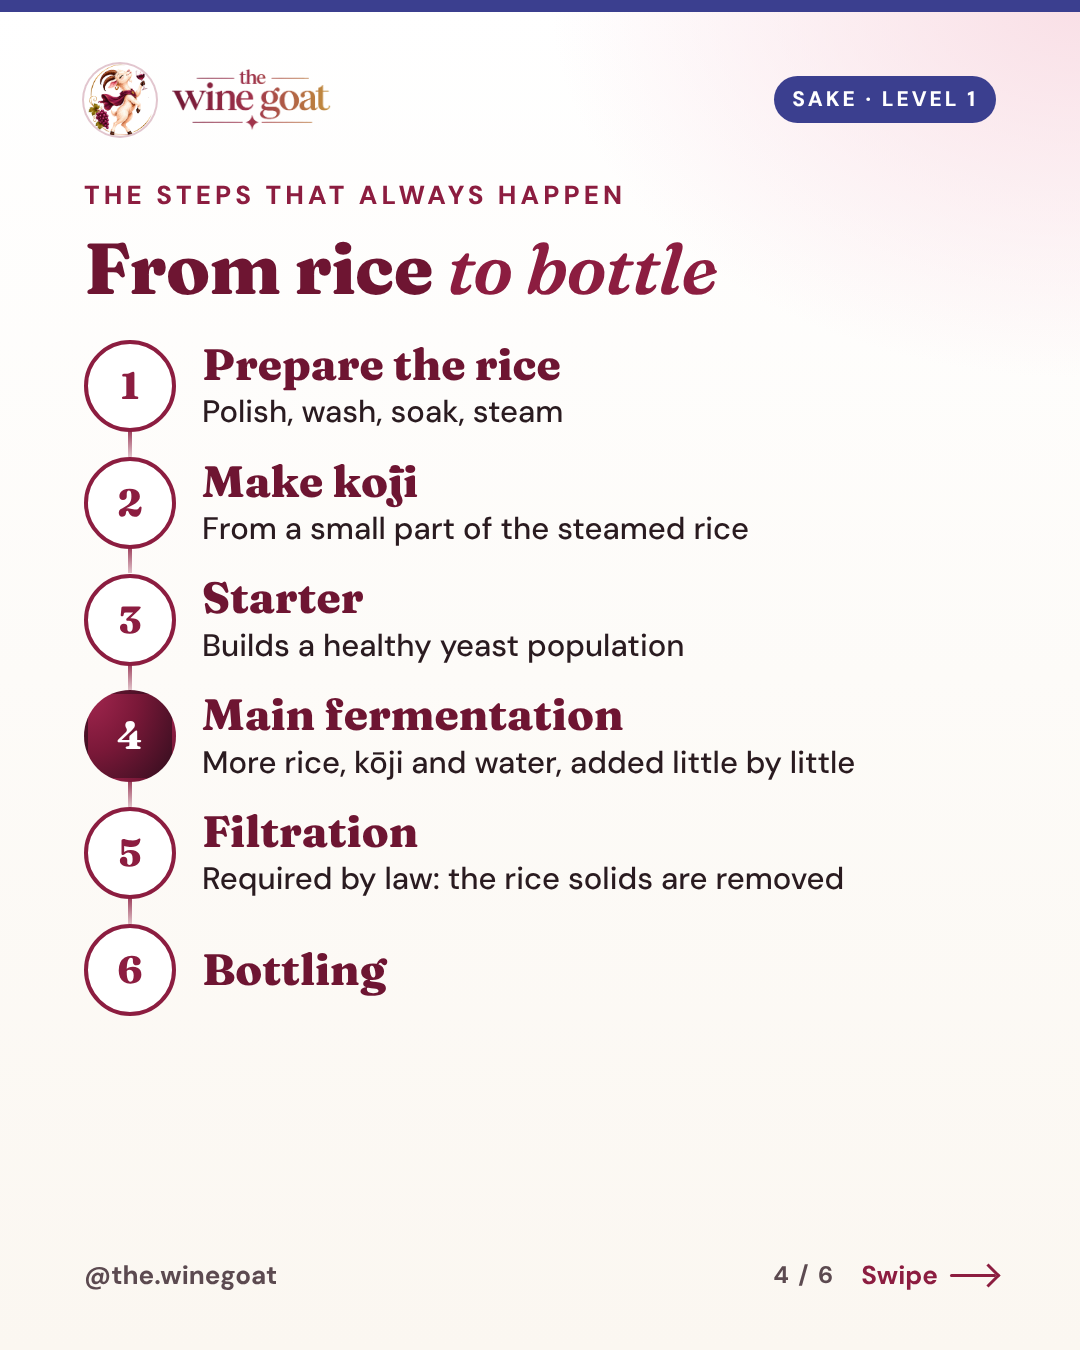 the
wine goat
SAKE · LEVEL 1
THE STEPS THAT ALWAYS HAPPEN
From rice to bottle
1
Prepare the rice
Polish, wash, soak, steam
2
Make koji
From a small part of the steamed rice
3
Starter
Builds a healthy yeast population
4
Main fermentation
More rice, kōji and water, added little by little
5
Filtration
Required by law: the rice solids are removed
6
Bottling
@the.winegoat
4 / 6 Swipe